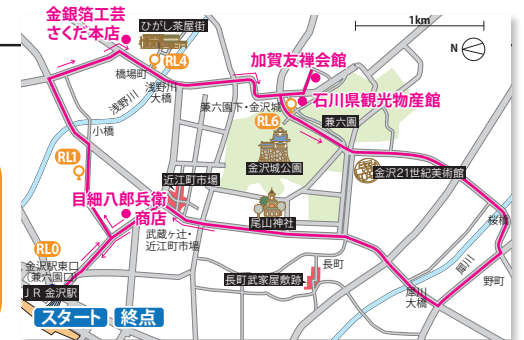 金銀箔工芸
さくだ本店
ひがし茶屋街
1km
N
RL4
加賀友禅会館
橋場町
浅野川
浅野川
大橋
石川県観光物産館
兼六園下・金沢城
RL6
兼六園
小橋
RL1
近江町市場
金沢城公園
金沢21世紀美術館
目細八郎兵衛
商店
尾山神社
桜橋
武蔵ヶ辻・
近江町市場
犀川
RL0
金沢駅東口
(兼六園口)
長町
野町
長町武家屋敷跡
JR 金沢駅
犀川
大橋
スタート 終点